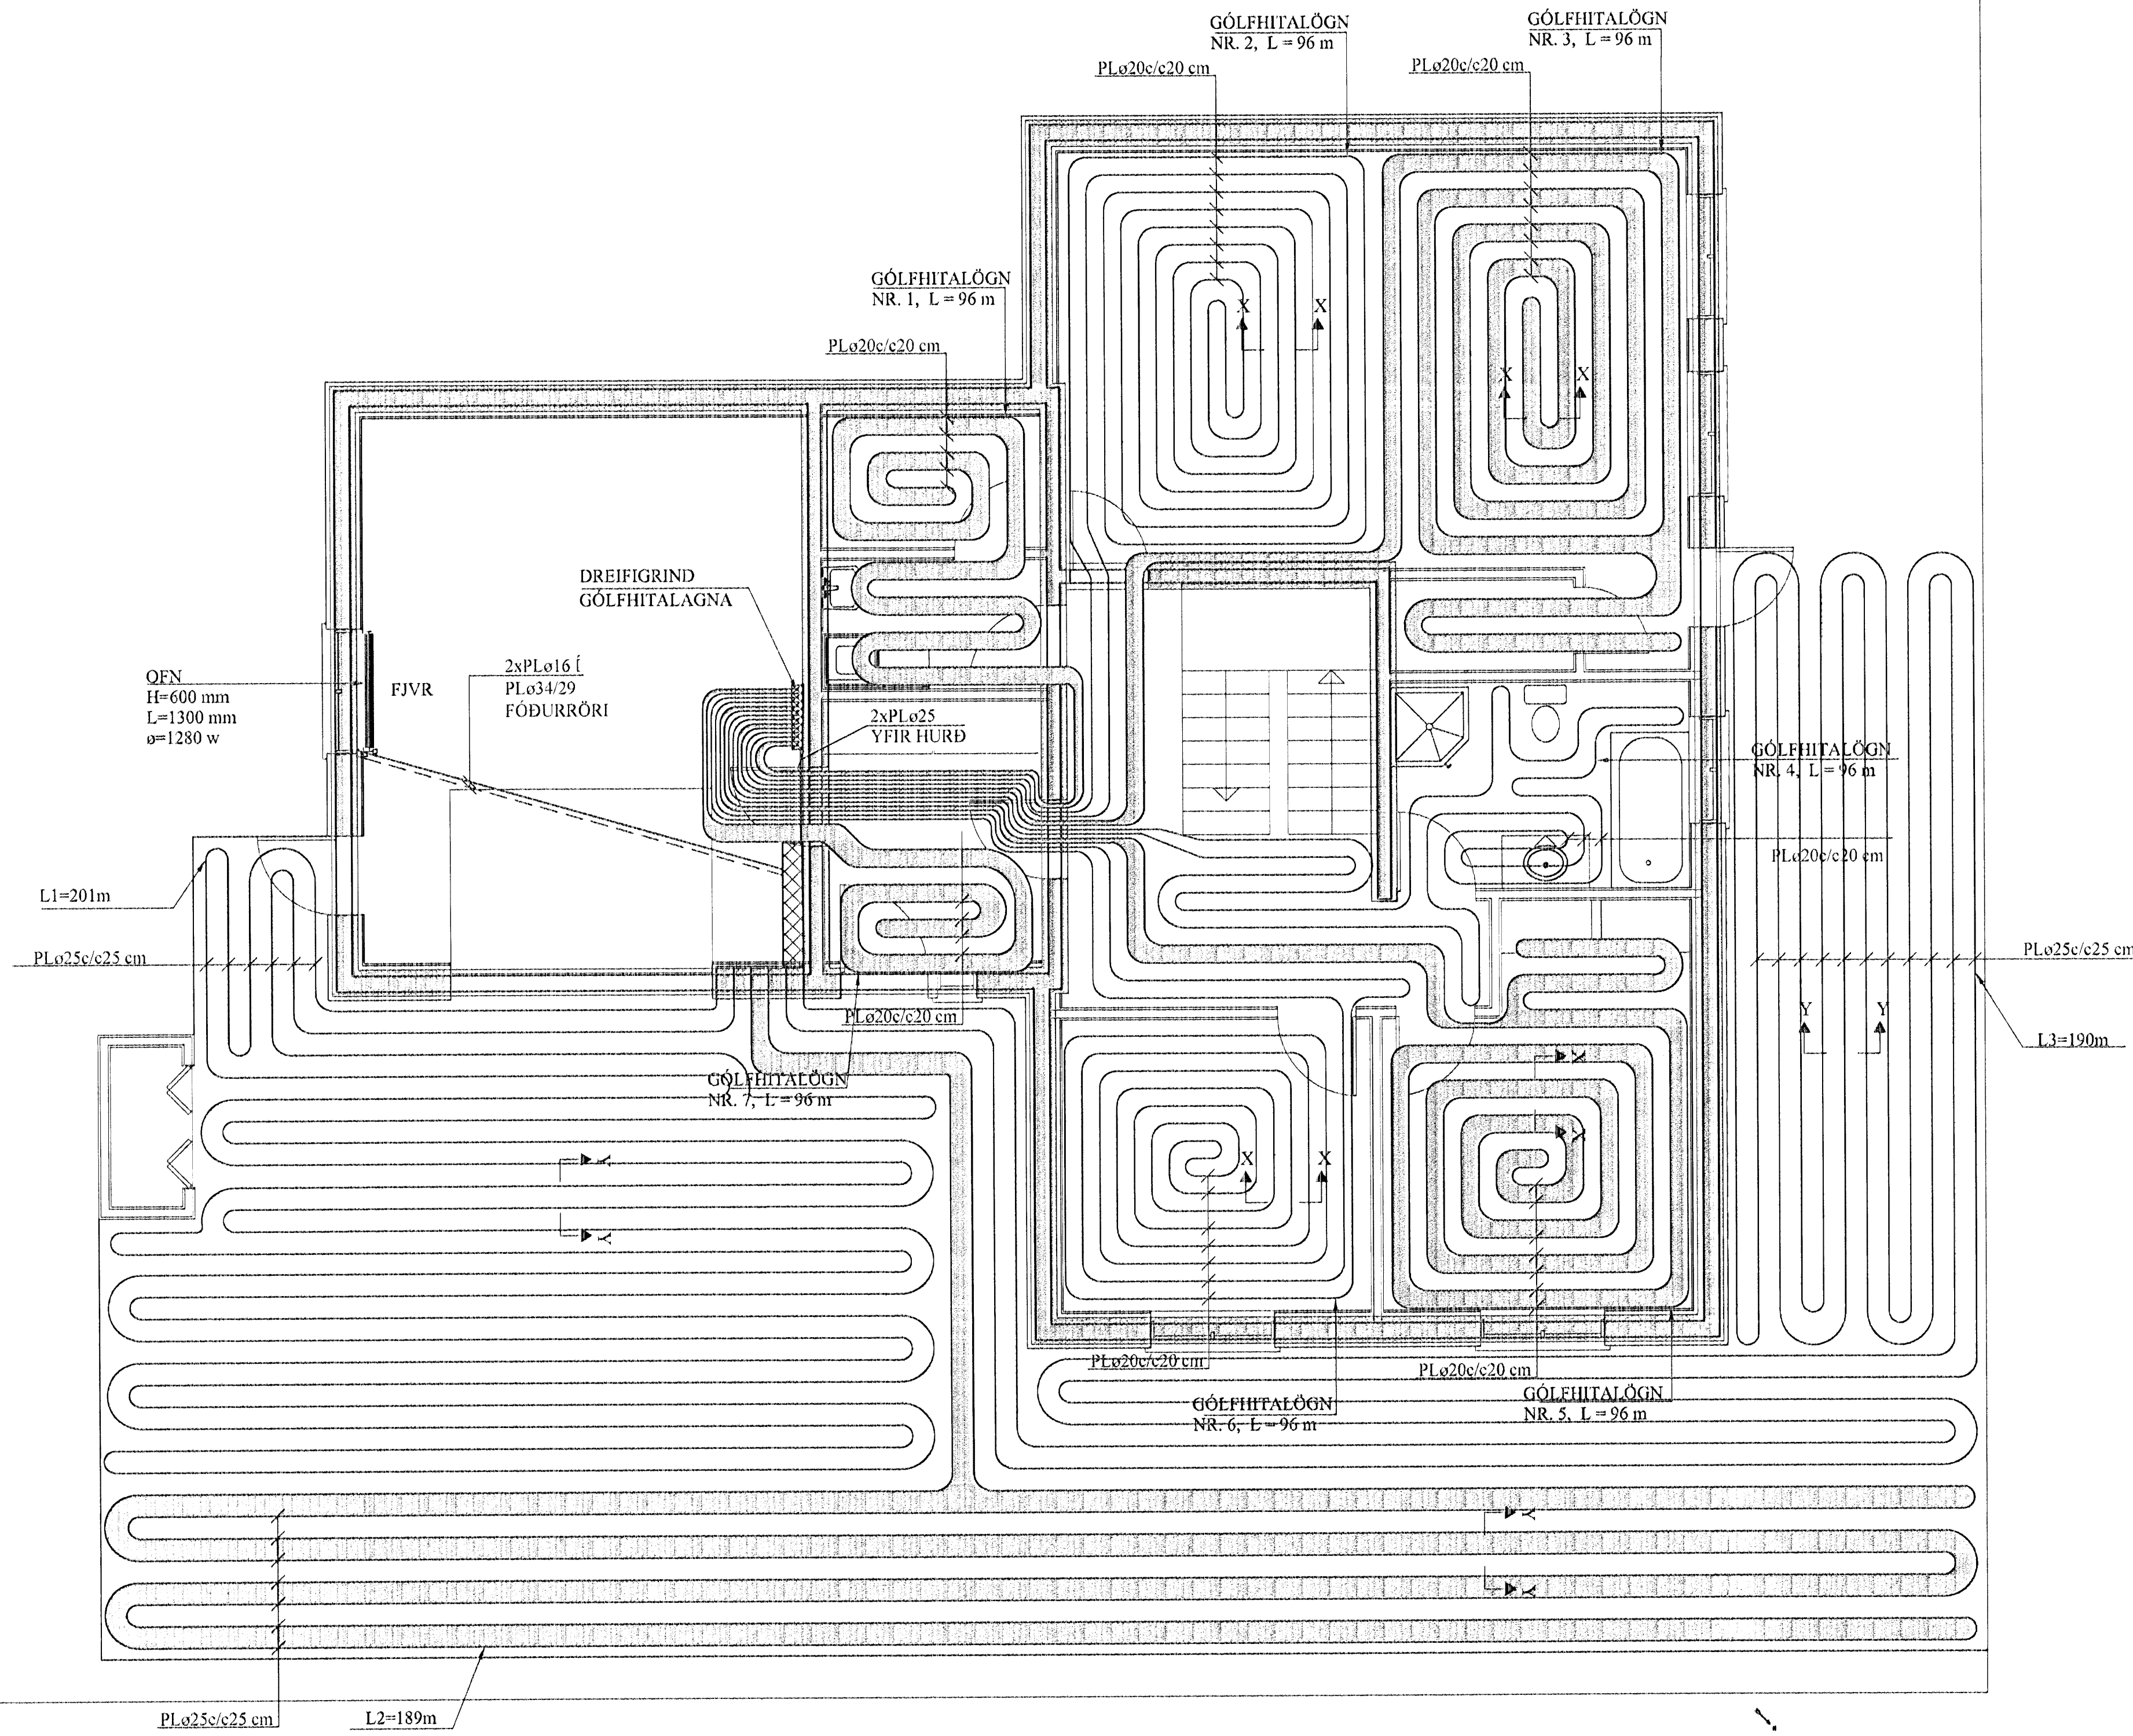 GÓLFHITALÖGN
NR. 2, L = 96 m
GÓLFHITALÖGN
NR. 3, L = 96 m
PLø20c/c20 cm
PLø20c/c20 cm
GÓLFHITALÖGN
NR. 1, L = 96 m
PLø20c/c20 cm
X
X
X
X
DREIFIGRIND
GÓLFHITALAGNA
OFN
H=600 mm
L=1300 mm
ø=1280 w
FJVR
2xPLø16 Í
PLø34/29
FÓÐURRÖRI
2xPLø25
YFIR HURÐ
GÓLFHITALÖGN
NR. 4, L = 96 m
PLø20c/c20 cm
L1=201m
PLø25c/c25 cm
PLø25c/c25 cm
Y
Y
L3=190m
PLø20c/c20 cm
GÓLFHITALÖGN
NR. 7, L = 96 m
X
X
X
X
Y
Y
PLø20c/c20 cm
PLø20c/c20 cm
GÓLFHITALÖGN
NR. 6, L = 96 m
GÓLFHITALÖGN
NR. 5, L = 96 m
Y
Y
PLø25c/c25 cm
L2=189m